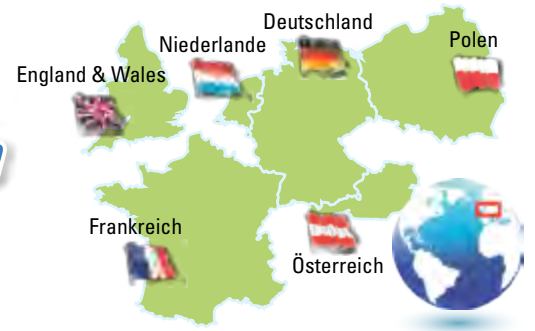 Deutschland
Niederlande
Polen
England & Wales
Frankreich
Österreich